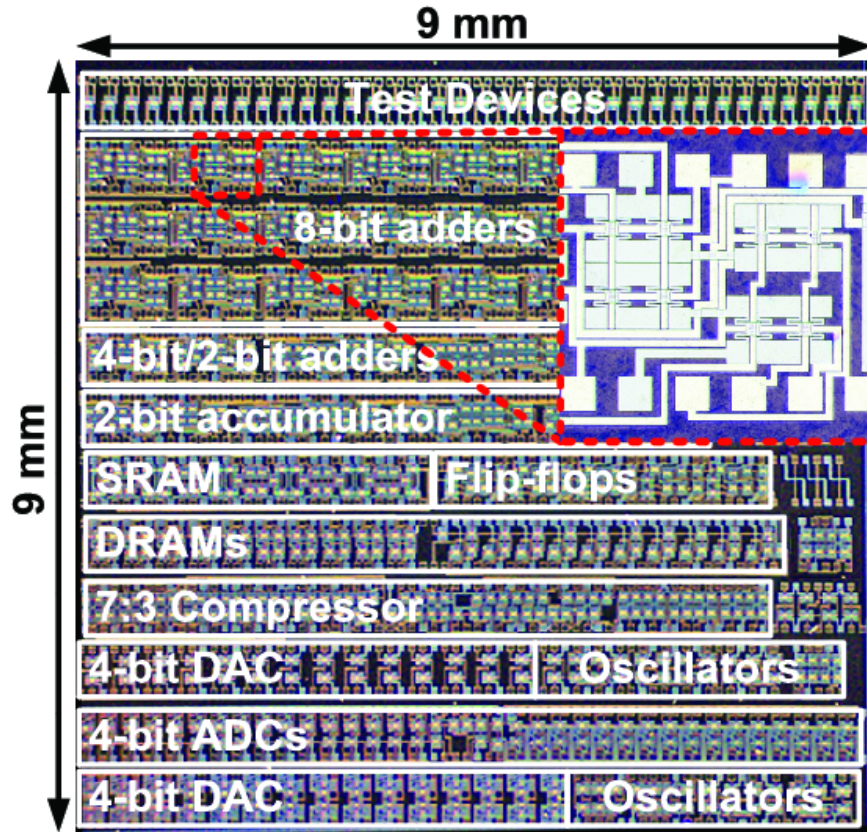 9 mm
9 mm
Test Devices
8-bit adders
4-bit/2-bit adders
2-bit accumulator
SRAM
Flip-flops
DRAMs
7:3 Compressor
4-bit DAC
Oscillators
4-bit ADCs
4-bit DAC
Oscillators